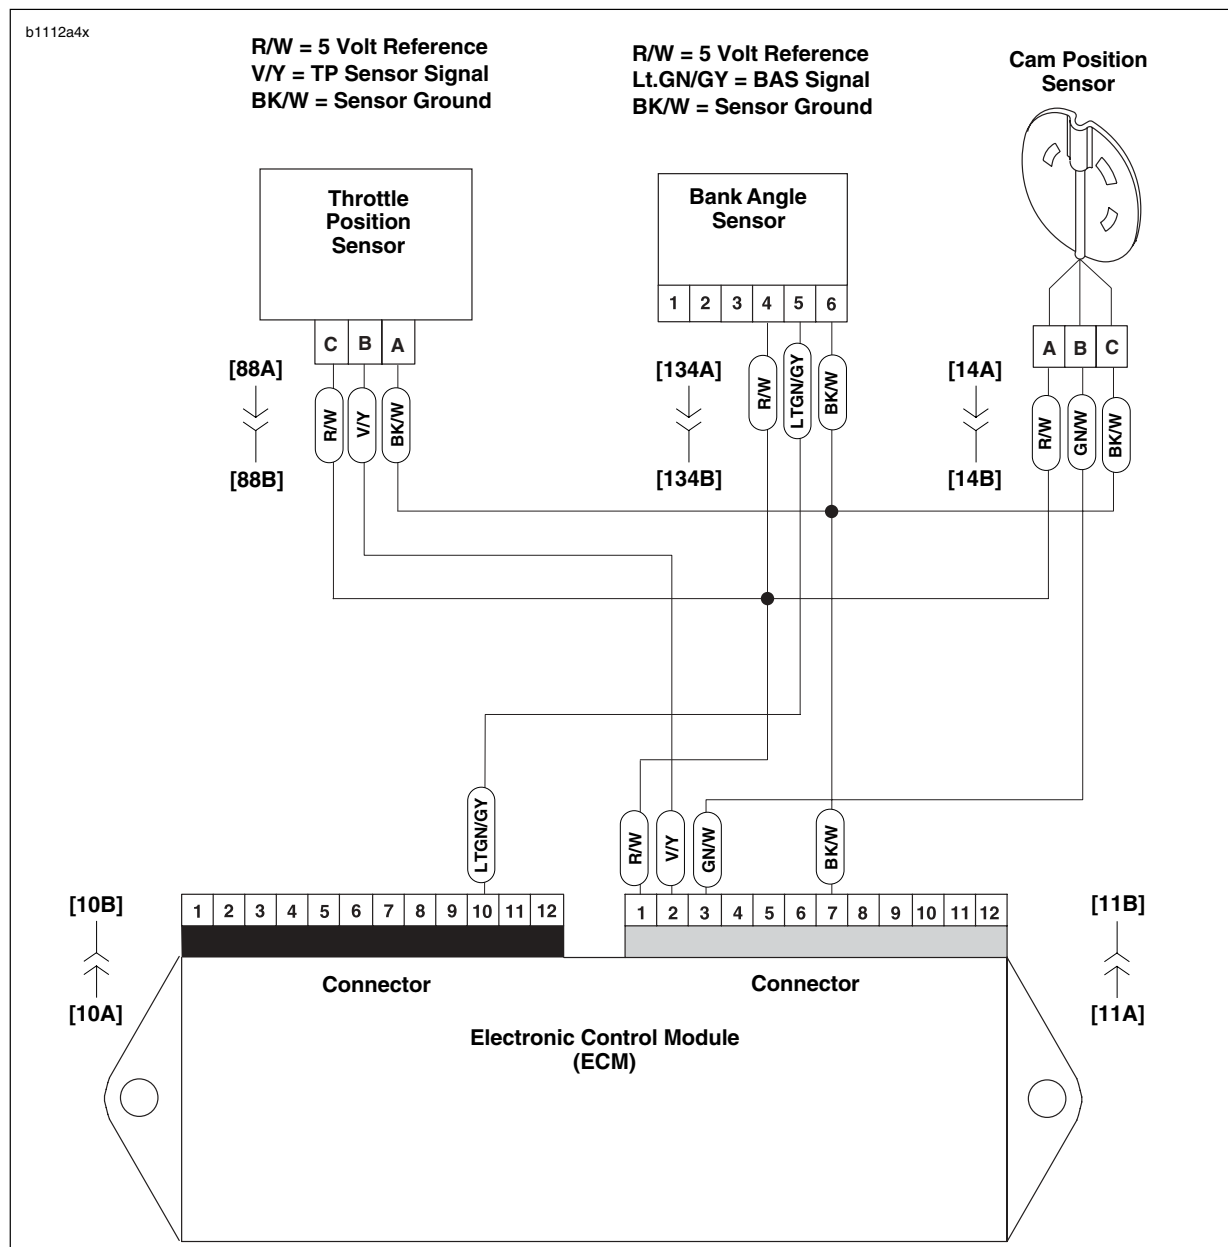 b1112a4x
R/W = 5 Volt Reference
V/Y = TP Sensor Signal
BK/W = Sensor Ground
R/W = 5 Volt Reference
Lt.GN/GY = BAS Signal
BK/W = Sensor Ground
Cam Position
Sensor
Throttle
Position
Sensor
C B A
Bank Angle
Sensor
1 2 3 4 5 6
A B C
[88A]
[88B]
R/W V/Y BK/W
[134A]
[134B]
R/W LTGN/GY BK/W
[14A]
[14B]
R/W GN/W BK/W
LTGN/GY
R/W V/Y GN/W BK/W
[10B]
[10A]
1 2 3 4 5 6 7 8 9 10 11 12
1 2 3 4 5 6 7 8 9 10 11 12
[11B]
[11A]
Connector
Connector
Electronic Control Module
(ECM)